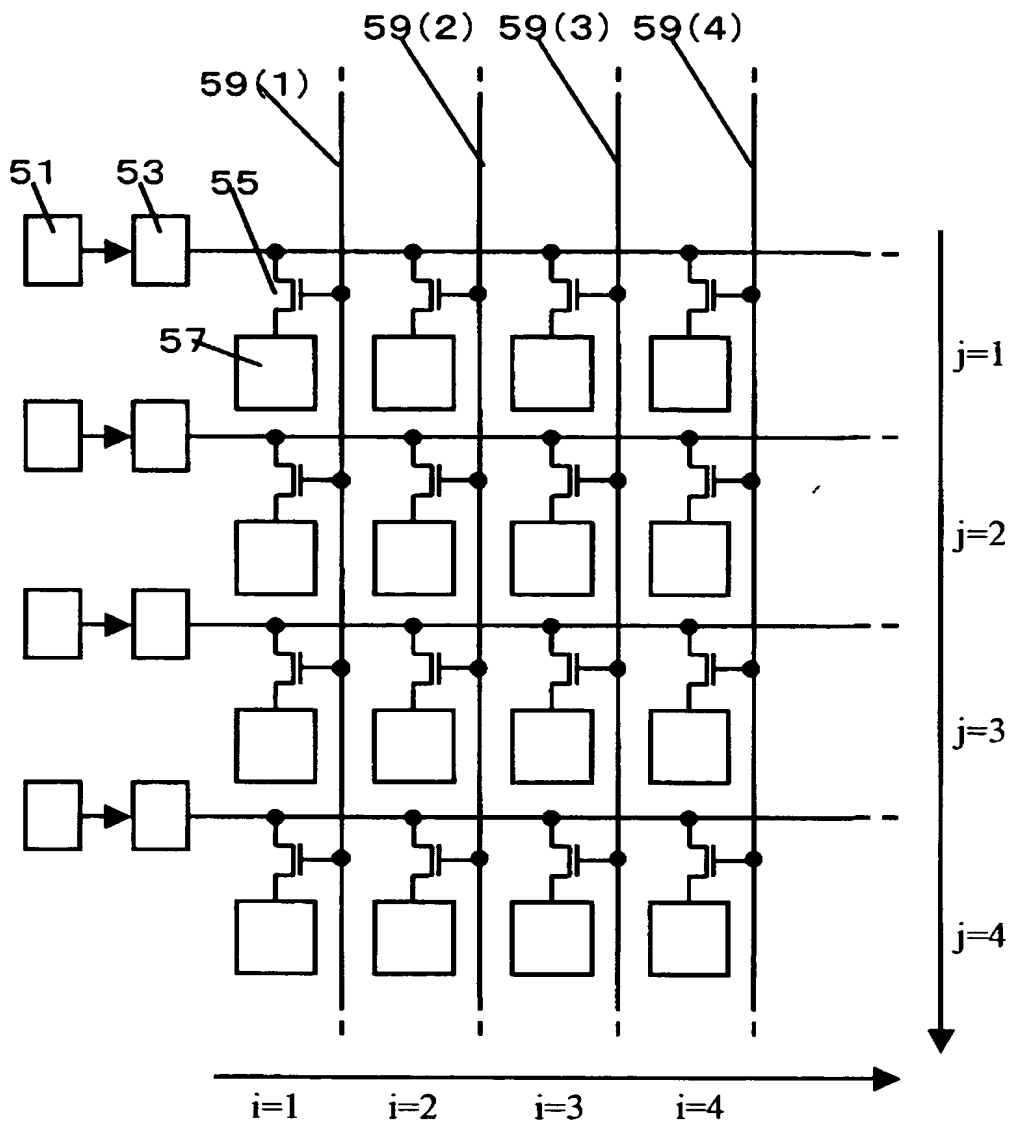 59(2) 59(3) 59(4)
59(1)
51 53 55
57
j=1
j=2
j=3
j=4
i=1 i=2 i=3 i=4